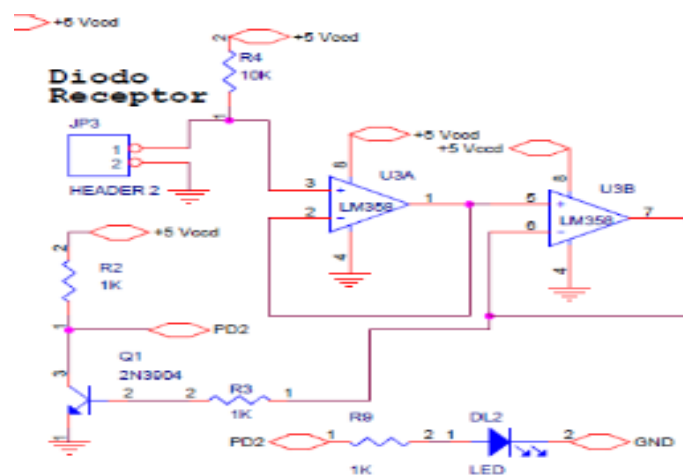 +5 Vccd
2
+5 Vccd
R4
10K
1
Diodo
Receptor
JP3
1
2
HEADER 2
+5 Vccd
+5 Vccd
8
8
U3A
U3B
3
+
2
-
LM358
1
5
+
6
-
LM358
7
4
4
2
+5 Vccd
R2
1K
1
PD2
Q1
2N3904
3
2
1
2
R3
1
1K
PD2
1
R9
2
1K
1
DL2
2
LED
GND